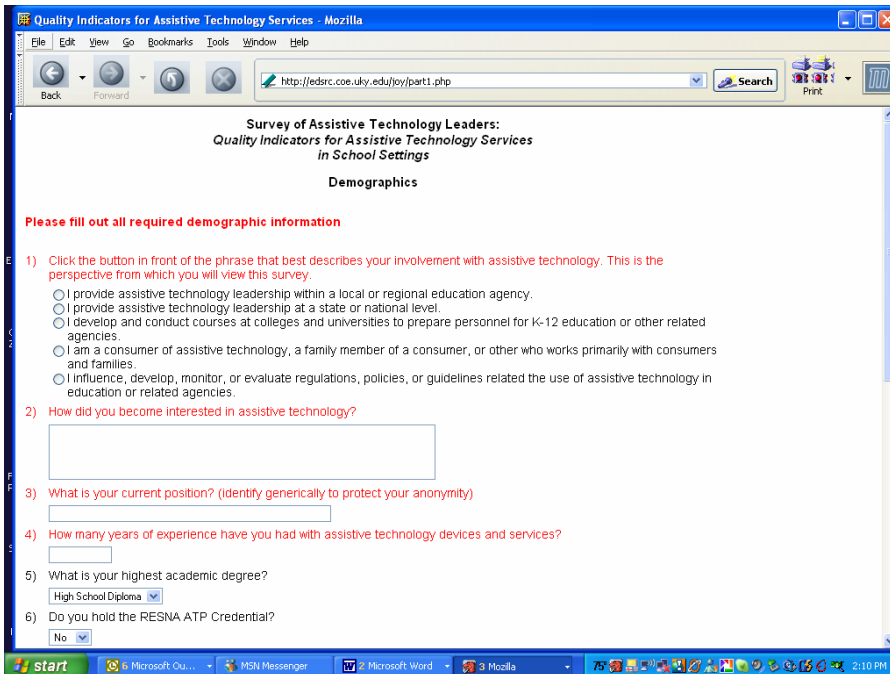 Quality Indicators for Assistive Technology Services - Mozilla
File Edit View Go Bookmarks Tools Window Help
Back Forward http://edsrc.coe.uky.edu/joy/part1.php Search Print
Survey of Assistive Technology Leaders:
Quality Indicators for Assistive Technology Services
in School Settings
Demographics
Please fill out all required demographic information
1) Click the button in front of the phrase that best describes your involvement with assistive technology. This is the
perspective from which you will view this survey.
I provide assistive technology leadership within a local or regional education agency.
I provide assistive technology leadership at a state or national level.
I develop and conduct courses at colleges and universities to prepare personnel for K-12 education or other related
agencies.
I am a consumer of assistive technology, a family member of a consumer, or other who works primarily with consumers
and families.
I influence, develop, monitor, or evaluate regulations, policies, or guidelines related the use of assistive technology in
education or related agencies.
2) How did you become interested in assistive technology?
3) What is your current position? (identify generically to protect your anonymity)
4) How many years of experience have you had with assistive technology devices and services?
5) What is your highest academic degree?
High School Diploma
6) Do you hold the RESNA ATP Credential?
No
start 6 Microsoft Ou... MSN Messenger 2 Microsoft Word 3 Mozilla 75° 2:10 PM